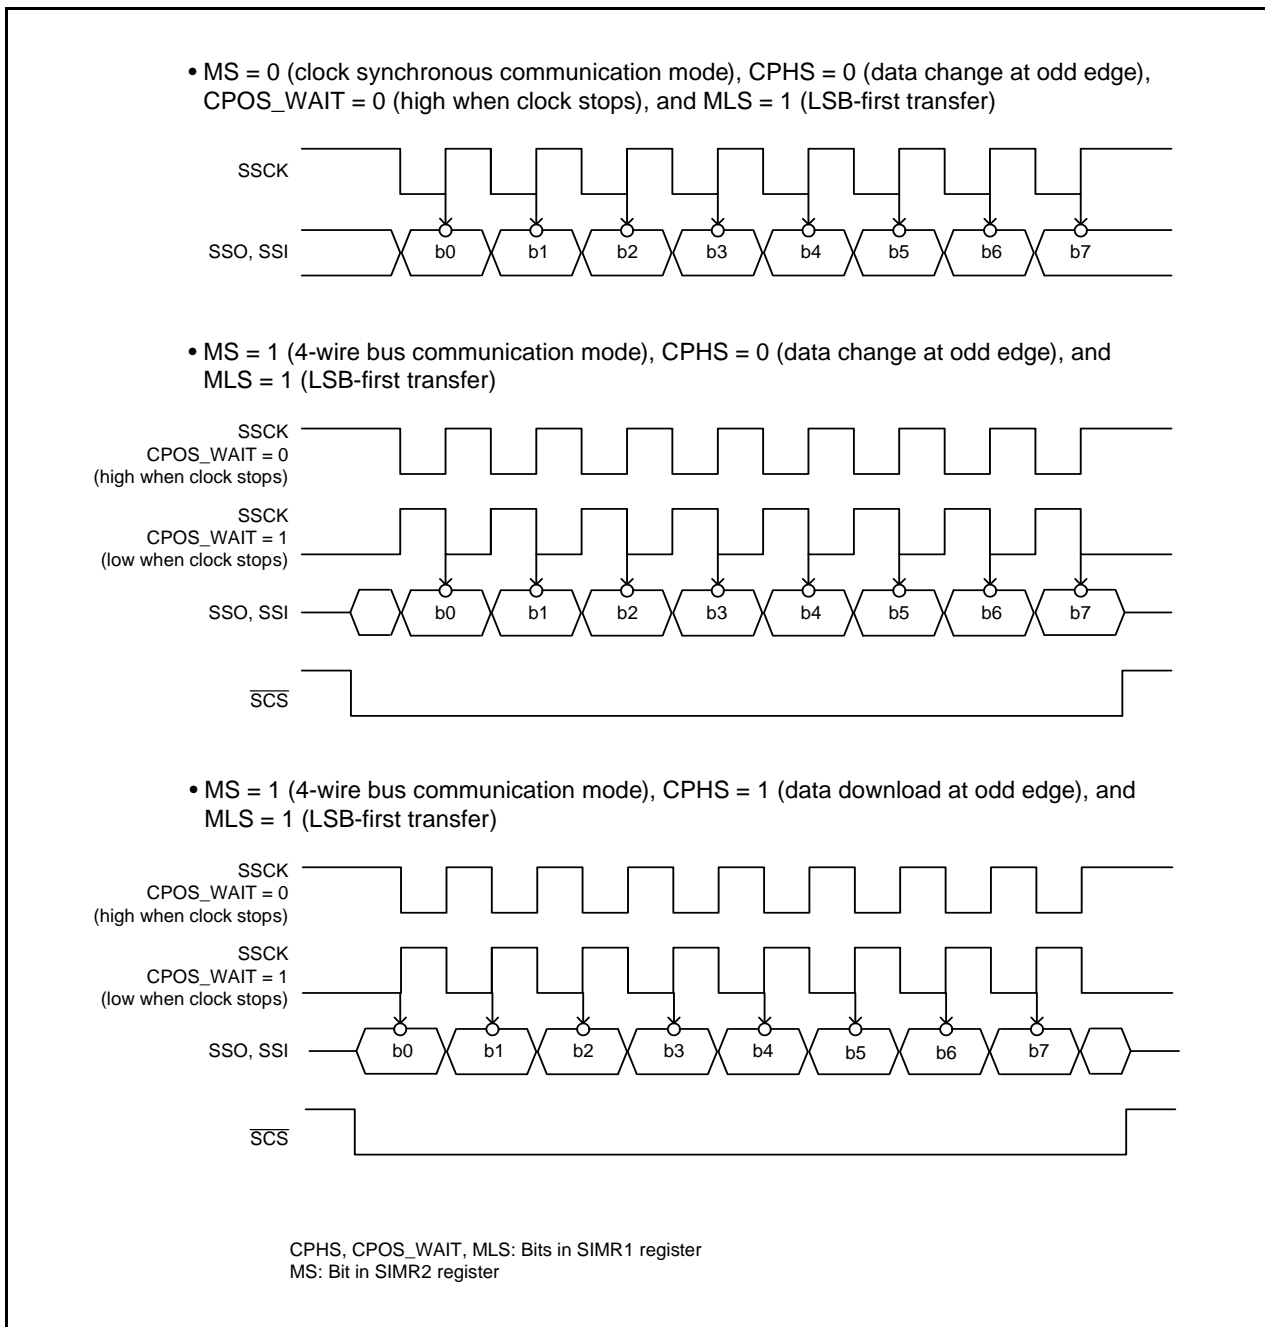 • MS = 0 (clock synchronous communication mode), CPHS = 0 (data change at odd edge),
CPOS_WAIT = 0 (high when clock stops), and MLS = 1 (LSB-first transfer)
SSCK
SSO, SSI
b0 b1 b2 b3 b4 b5 b6 b7
• MS = 1 (4-wire bus communication mode), CPHS = 0 (data change at odd edge), and
MLS = 1 (LSB-first transfer)
SSCK
CPOS_WAIT = 0
(high when clock stops)
SSCK
CPOS_WAIT = 1
(low when clock stops)
SSO, SSI
b0 b1 b2 b3 b4 b5 b6 b7
SCS
• MS = 1 (4-wire bus communication mode), CPHS = 1 (data download at odd edge), and
MLS = 1 (LSB-first transfer)
SSCK
CPOS_WAIT = 0
(high when clock stops)
SSCK
CPOS_WAIT = 1
(low when clock stops)
SSO, SSI
b0 b1 b2 b3 b4 b5 b6 b7
SCS
CPHS, CPOS_WAIT, MLS: Bits in SIMR1 register
MS: Bit in SIMR2 register